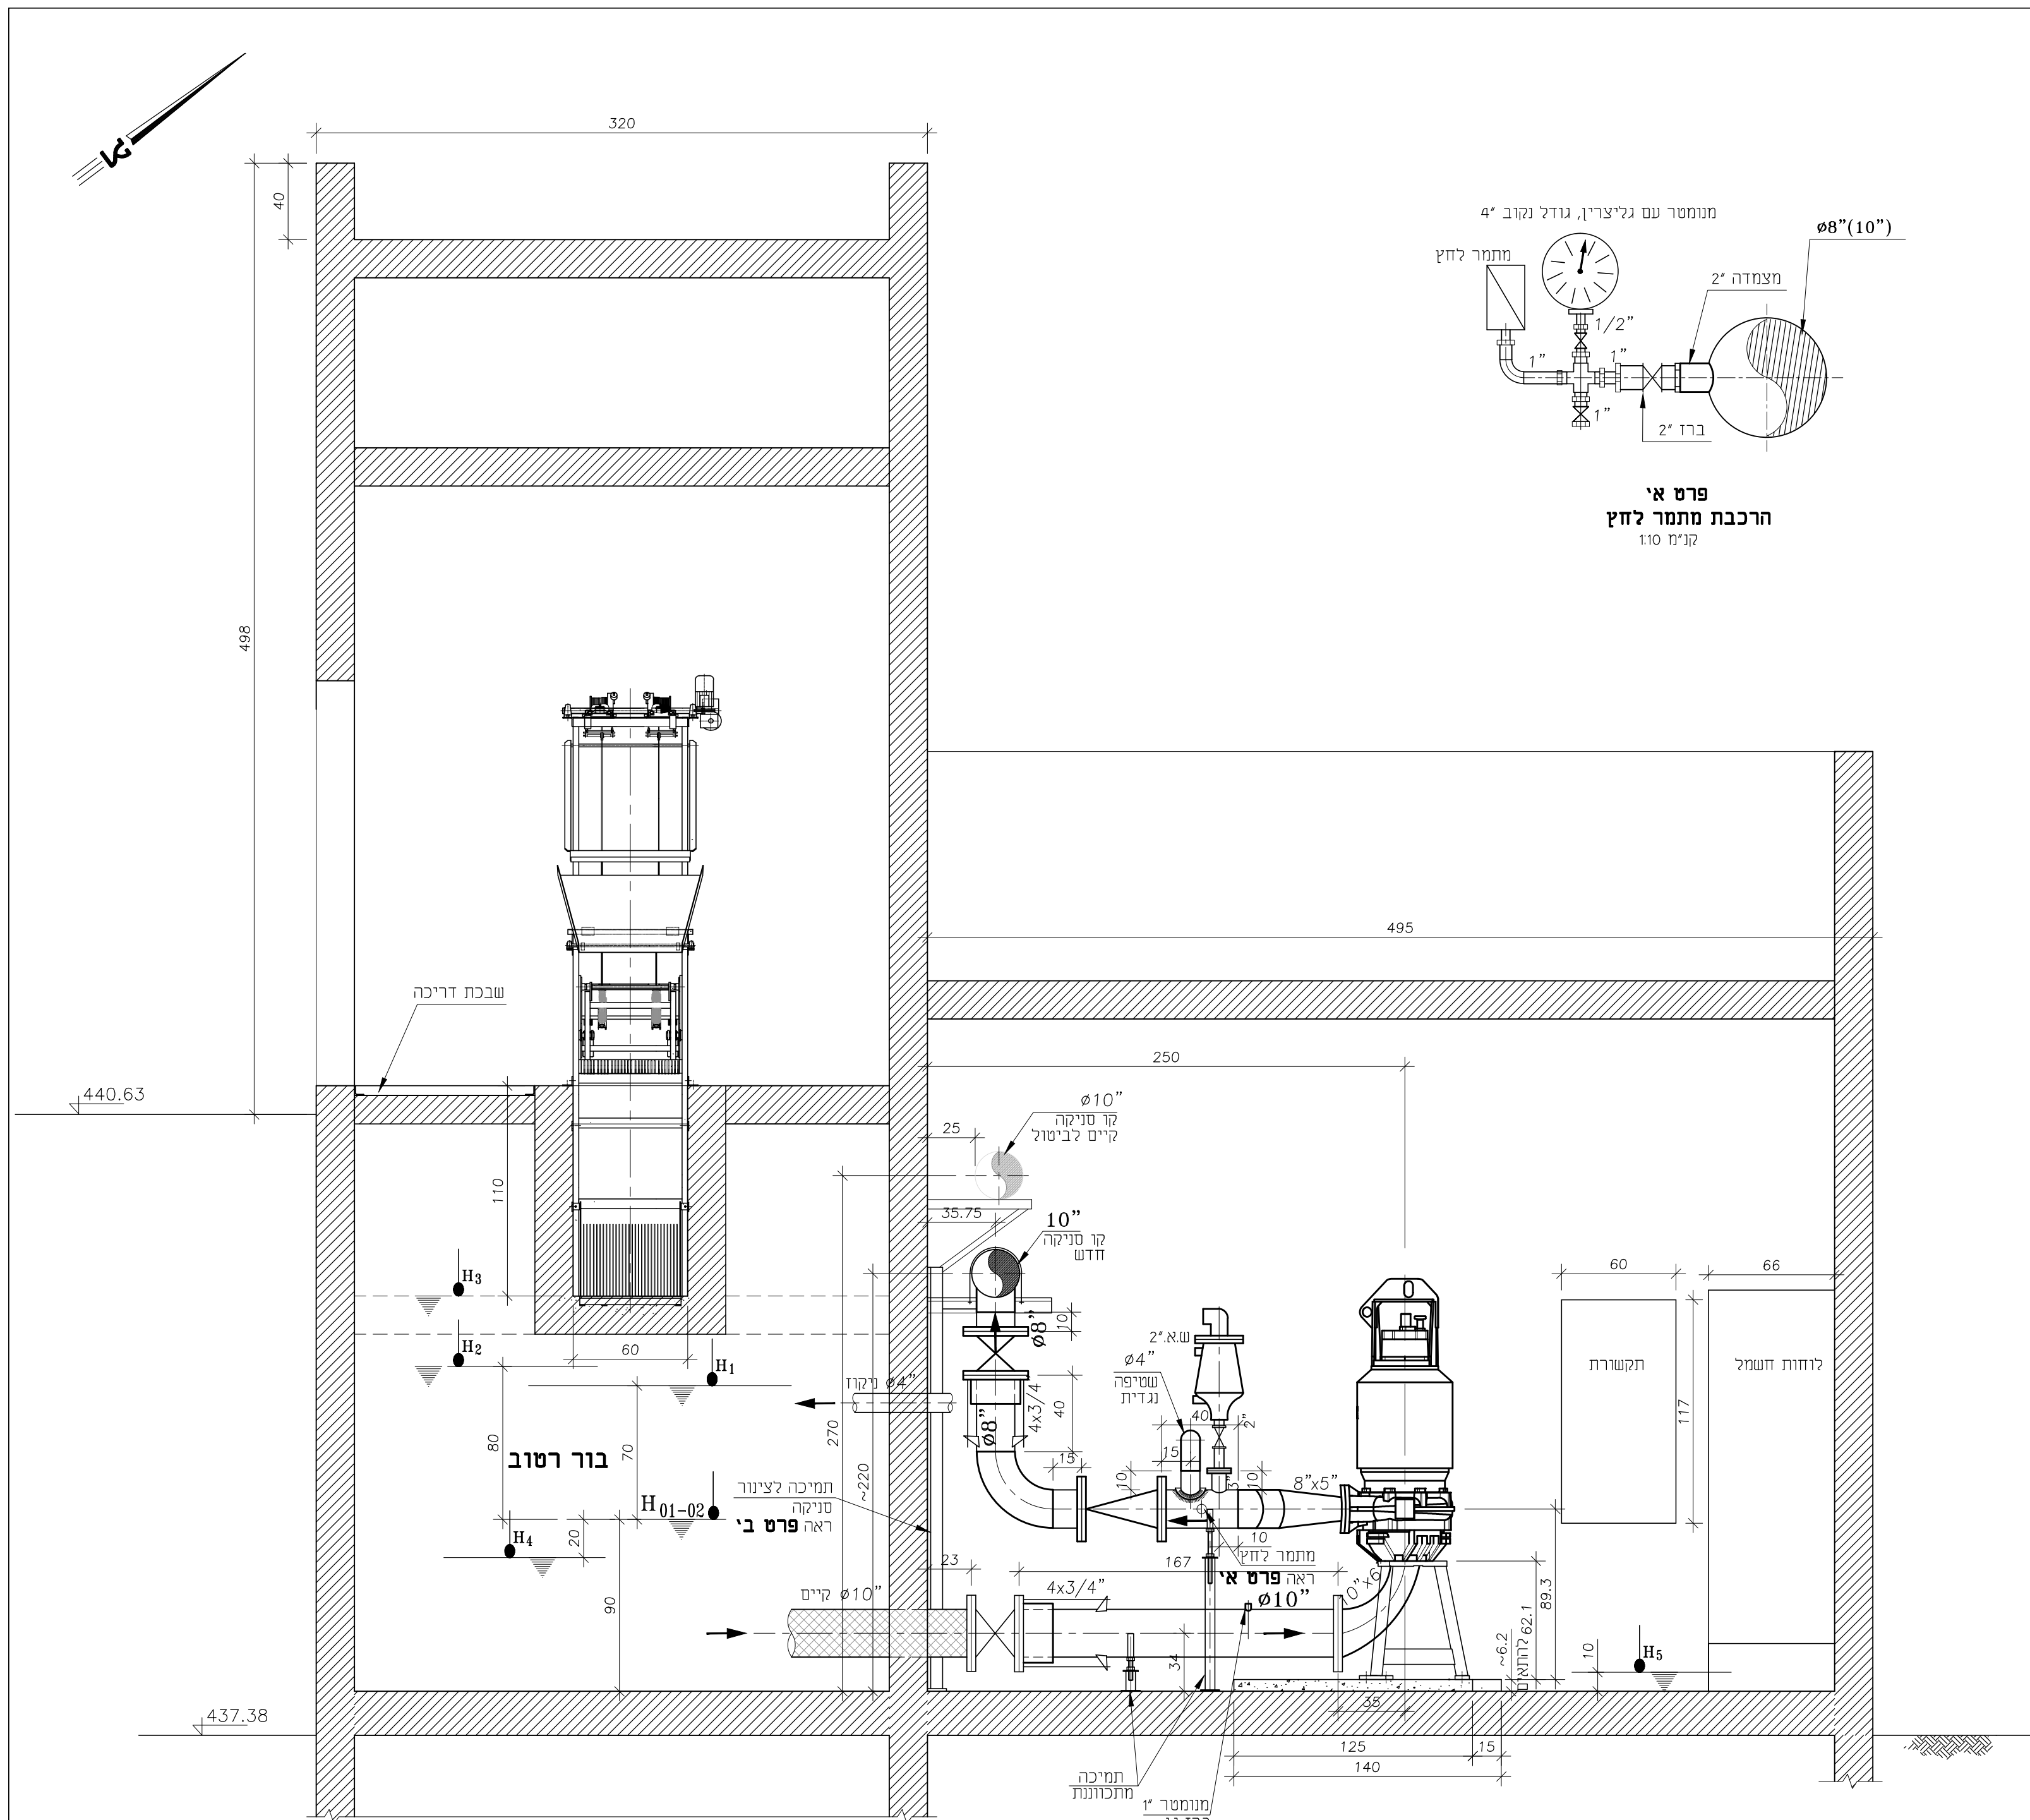 320
40
498
מנומטר עם גליצרין, גודל נקוב 4"
ø8"(10")
מתמר לחץ
מצמדה 2"
1/2"
1"
1"
1"
ברז 2"
פרט א'
הרכבת מתמר לחץ
קנ"מ 1:10
495
שבכת דריכה
250
440.63
ø10"
קו סניקה
קיים לביטול
25
110
35.75
10"
קו סניקה
חדש
60
66
H3
H2
H1
60
10
ø8"
ש.א. 2"
ø4"
שטיפה
נגדית
תקשורת
לוחות חשמל
117
ניקוז ø4"
4x3/4
40
ø8"
40
2"
270
~220
80
70
בור רטוב
15
15
10
3"
10
8"x5"
תמיכה לצינור
סניקה
ראה פרט ב'
H01-02
H4
20
10
מתמר לחץ
ראה פרט א'
23
167
90
קיים ø10"
4x3/4"
ø10"
10"x6
89.3
62.1
~6.2
להתאים
34
10
H5
35
437.38
125
15
140
תמיכה
מתכווננת
מנומטר 1"